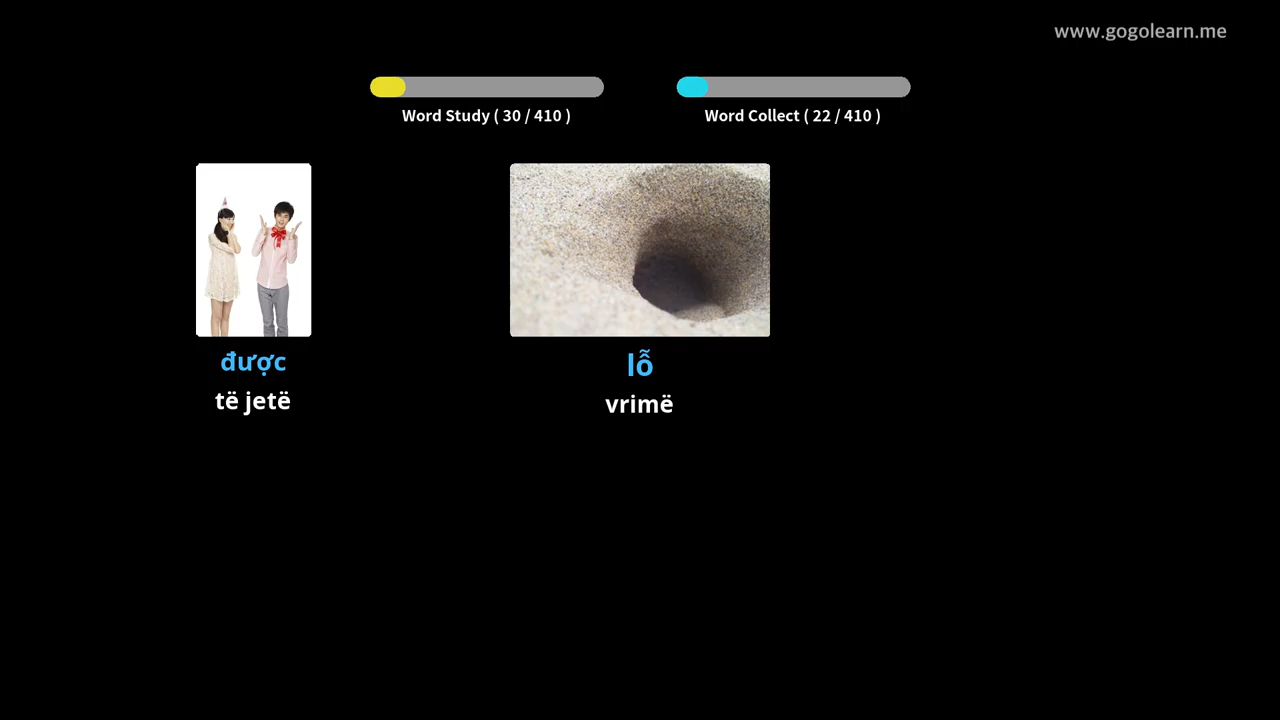 www.gogolearn.me
Word Study ( 30 / 410 )
Word Collect ( 22 / 410 )
được
të jetë
lỗ
vrimë